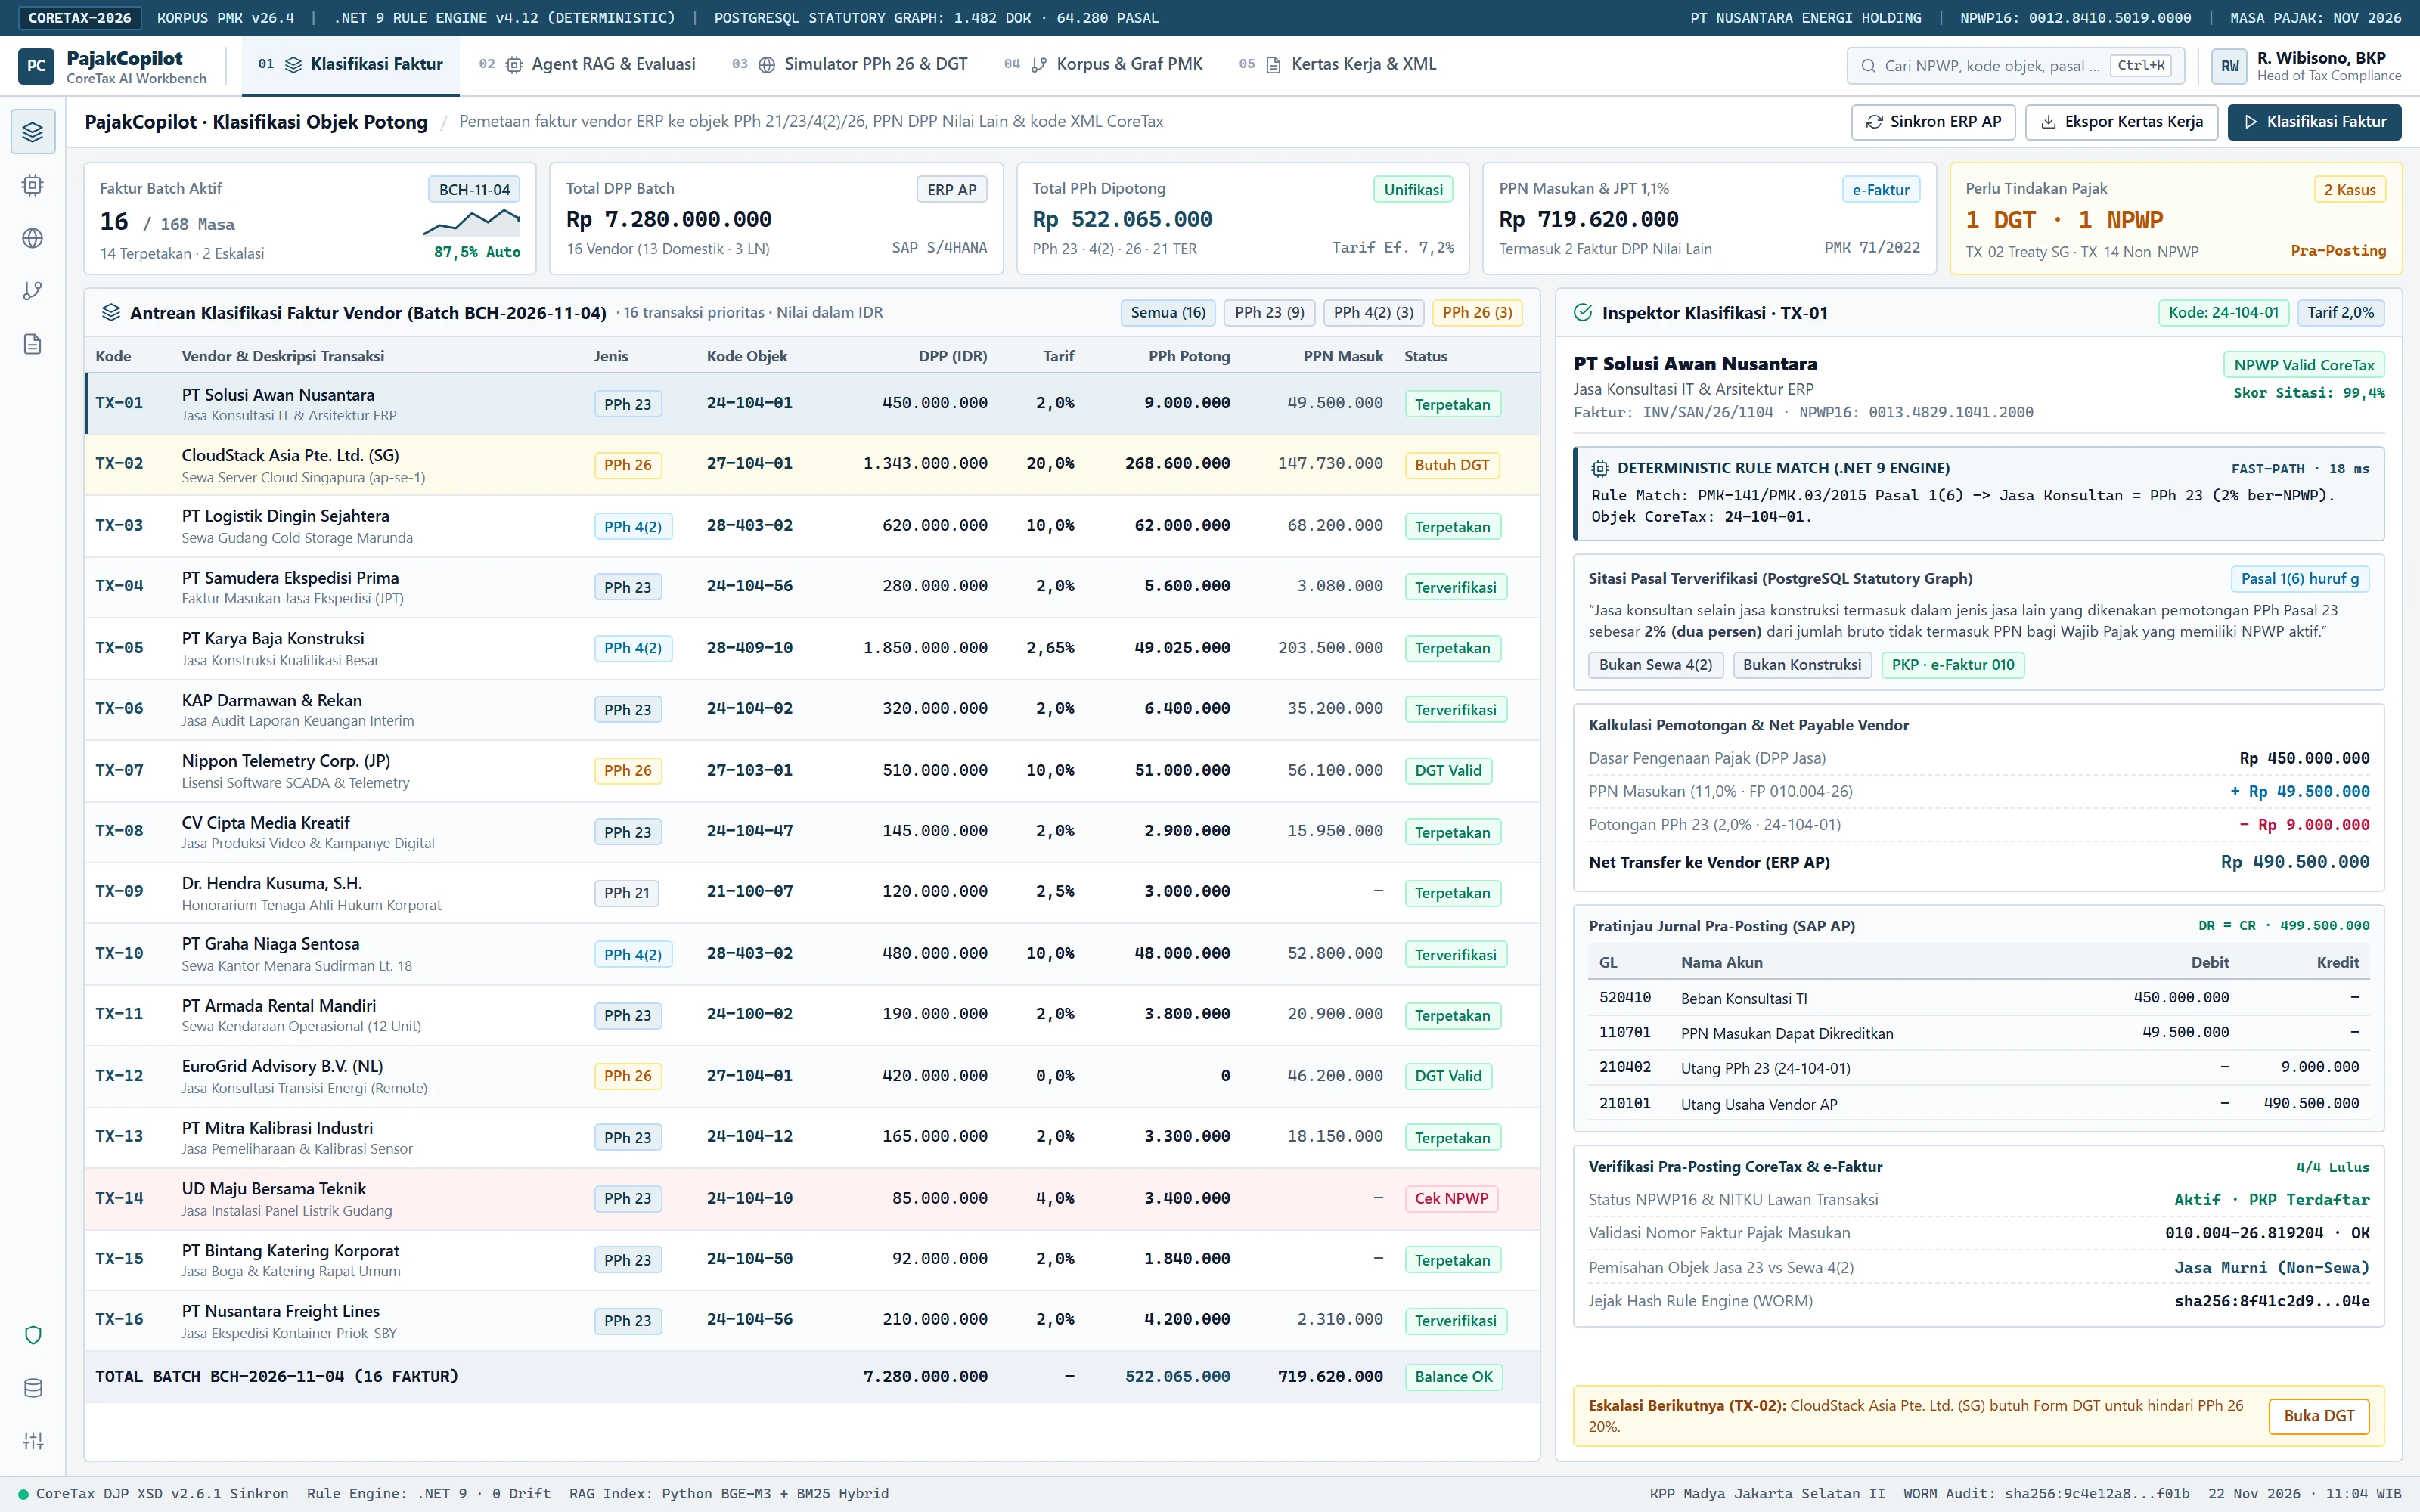 CORETAX-2026 KORPUS PMK v26.4 | .NET 9 RULE ENGINE v4.12 (DETERMINISTIC) | POSTGRESQL STATUTORY GRAPH: 1.482 DOK · 64.280 PASAL PT NUSANTARA ENERGI HOLDING | NPWP16: 0012.8410.5019.0000 | MASA PAJAK: NOV 2026
PC PajakCopilot
CoreTax AI Workbench
01 Klasifikasi Faktur 02 Agent RAG & Evaluasi 03 Simulator PPh 26 & DGT 04 Korpus & Graf PMK 05 Kertas Kerja & XML
Cari NPWP, kode objek, pasal ... Ctrl+K
RW R. Wibisono, BKP
Head of Tax Compliance
PajakCopilot · Klasifikasi Objek Potong / Pemetaan faktur vendor ERP ke objek PPh 21/23/4(2)/26, PPN DPP Nilai Lain & kode XML CoreTax
Sinkron ERP AP Ekspor Kertas Kerja Klasifikasi Faktur
Faktur Batch Aktif BCH-11-04
16 / 168 Masa
14 Terpetakan · 2 Eskalasi 87,5% Auto
Total DPP Batch ERP AP
Rp 7.280.000.000
16 Vendor (13 Domestik · 3 LN) SAP S/4HANA
Total PPh Dipotong Unifikasi
Rp 522.065.000
PPh 23 · 4(2) · 26 · 21 TER Tarif Ef. 7,2%
PPN Masukan & JPT 1,1% e-Faktur
Rp 719.620.000
Termasuk 2 Faktur DPP Nilai Lain PMK 71/2022
Perlu Tindakan Pajak 2 Kasus
1 DGT · 1 NPWP
TX-02 Treaty SG · TX-14 Non-NPWP Pra-Posting
Antrean Klasifikasi Faktur Vendor (Batch BCH-2026-11-04) · 16 transaksi prioritas · Nilai dalam IDR Semua (16) PPh 23 (9) PPh 4(2) (3) PPh 26 (3)
Kode Vendor & Deskripsi Transaksi Jenis Kode Objek DPP (IDR) Tarif PPh Potong PPN Masuk Status
TX-01 PT Solusi Awan Nusantara PPh 23 24-104-01 450.000.000 2,0% 9.000.000 49.500.000 Terpetakan
Jasa Konsultasi IT & Arsitektur ERP
TX-02 CloudStack Asia Pte. Ltd. (SG) PPh 26 27-104-01 1.343.000.000 20,0% 268.600.000 147.730.000 Butuh DGT
Sewa Server Cloud Singapura (ap-se-1)
TX-03 PT Logistik Dingin Sejahtera PPh 4(2) 28-403-02 620.000.000 10,0% 62.000.000 68.200.000 Terpetakan
Sewa Gudang Cold Storage Marunda
TX-04 PT Samudera Ekspedisi Prima PPh 23 24-104-56 280.000.000 2,0% 5.600.000 3.080.000 Terverifikasi
Faktur Masukan Jasa Ekspedisi (JPT)
TX-05 PT Karya Baja Konstruksi PPh 4(2) 28-409-10 1.850.000.000 2,65% 49.025.000 203.500.000 Terpetakan
Jasa Konstruksi Kualifikasi Besar
TX-06 KAP Darmawan & Rekan PPh 23 24-104-02 320.000.000 2,0% 6.400.000 35.200.000 Terverifikasi
Jasa Audit Laporan Keuangan Interim
TX-07 Nippon Telemetry Corp. (JP) PPh 26 27-103-01 510.000.000 10,0% 51.000.000 56.100.000 DGT Valid
Lisensi Software SCADA & Telemetry
TX-08 CV Cipta Media Kreatif PPh 23 24-104-47 145.000.000 2,0% 2.900.000 15.950.000 Terpetakan
Jasa Produksi Video & Kampanye Digital
TX-09 Dr. Hendra Kusuma, S.H. PPh 21 21-100-07 120.000.000 2,5% 3.000.000 — Terpetakan
Honorarium Tenaga Ahli Hukum Korporat
TX-10 PT Graha Niaga Sentosa PPh 4(2) 28-403-02 480.000.000 10,0% 48.000.000 52.800.000 Terverifikasi
Sewa Kantor Menara Sudirman Lt. 18
TX-11 PT Armada Rental Mandiri PPh 23 24-100-02 190.000.000 2,0% 3.800.000 20.900.000 Terpetakan
Sewa Kendaraan Operasional (12 Unit)
TX-12 EuroGrid Advisory B.V. (NL) PPh 26 27-104-01 420.000.000 0,0% 0 46.200.000 DGT Valid
Jasa Konsultasi Transisi Energi (Remote)
TX-13 PT Mitra Kalibrasi Industri PPh 23 24-104-12 165.000.000 2,0% 3.300.000 18.150.000 Terpetakan
Jasa Pemeliharaan & Kalibrasi Sensor
TX-14 UD Maju Bersama Teknik PPh 23 24-104-10 85.000.000 4,0% 3.400.000 — Cek NPWP
Jasa Instalasi Panel Listrik Gudang
TX-15 PT Bintang Katering Korporat PPh 23 24-104-50 92.000.000 2,0% 1.840.000 — Terpetakan
Jasa Boga & Katering Rapat Umum
TX-16 PT Nusantara Freight Lines PPh 23 24-104-56 210.000.000 2,0% 4.200.000 2.310.000 Terverifikasi
Jasa Ekspedisi Kontainer Priok-SBY
TOTAL BATCH BCH-2026-11-04 (16 FAKTUR) 7.280.000.000 — 522.065.000 719.620.000 Balance OK
Inspektor Klasifikasi · TX-01 Kode: 24-104-01 Tarif 2,0%
PT Solusi Awan Nusantara NPWP Valid CoreTax
Jasa Konsultasi IT & Arsitektur ERP Skor Sitasi: 99,4%
Faktur: INV/SAN/26/1104 · NPWP16: 0013.4829.1041.2000
DETERMINISTIC RULE MATCH (.NET 9 ENGINE) FAST-PATH · 18 ms
Rule Match: PMK-141/PMK.03/2015 Pasal 1(6) -> Jasa Konsultan = PPh 23 (2% ber-NPWP).
Objek CoreTax: 24-104-01.
Sitasi Pasal Terverifikasi (PostgreSQL Statutory Graph) Pasal 1(6) huruf g
“Jasa konsultan selain jasa konstruksi termasuk dalam jenis jasa lain yang dikenakan pemotongan PPh Pasal 23
sebesar 2% (dua persen) dari jumlah bruto tidak termasuk PPN bagi Wajib Pajak yang memiliki NPWP aktif.”
Bukan Sewa 4(2) Bukan Konstruksi PKP · e-Faktur 010
Kalkulasi Pemotongan & Net Payable Vendor
Dasar Pengenaan Pajak (DPP Jasa) Rp 450.000.000
PPN Masukan (11,0% · FP 010.004-26) + Rp 49.500.000
Potongan PPh 23 (2,0% · 24-104-01) − Rp 9.000.000
Net Transfer ke Vendor (ERP AP) Rp 490.500.000
Pratinjau Jurnal Pra-Posting (SAP AP) DR = CR · 499.500.000
GL Nama Akun Debit Kredit
520410 Beban Konsultasi TI 450.000.000 —
110701 PPN Masukan Dapat Dikreditkan 49.500.000 —
210402 Utang PPh 23 (24-104-01) — 9.000.000
210101 Utang Usaha Vendor AP — 490.500.000
Verifikasi Pra-Posting CoreTax & e-Faktur 4/4 Lulus
Status NPWP16 & NITKU Lawan Transaksi Aktif · PKP Terdaftar
Validasi Nomor Faktur Pajak Masukan 010.004-26.819204 · OK
Pemisahan Objek Jasa 23 vs Sewa 4(2) Jasa Murni (Non-Sewa)
Jejak Hash Rule Engine (WORM) sha256:8f41c2d9...04e
Eskalasi Berikutnya (TX-02): CloudStack Asia Pte. Ltd. (SG) butuh Form DGT untuk hindari PPh 26
20%.
Buka DGT
CoreTax DJP XSD v2.6.1 Sinkron Rule Engine: .NET 9 · 0 Drift RAG Index: Python BGE-M3 + BM25 Hybrid KPP Madya Jakarta Selatan II WORM Audit: sha256:9c4e12a8...f01b 22 Nov 2026 · 11:04 WIB